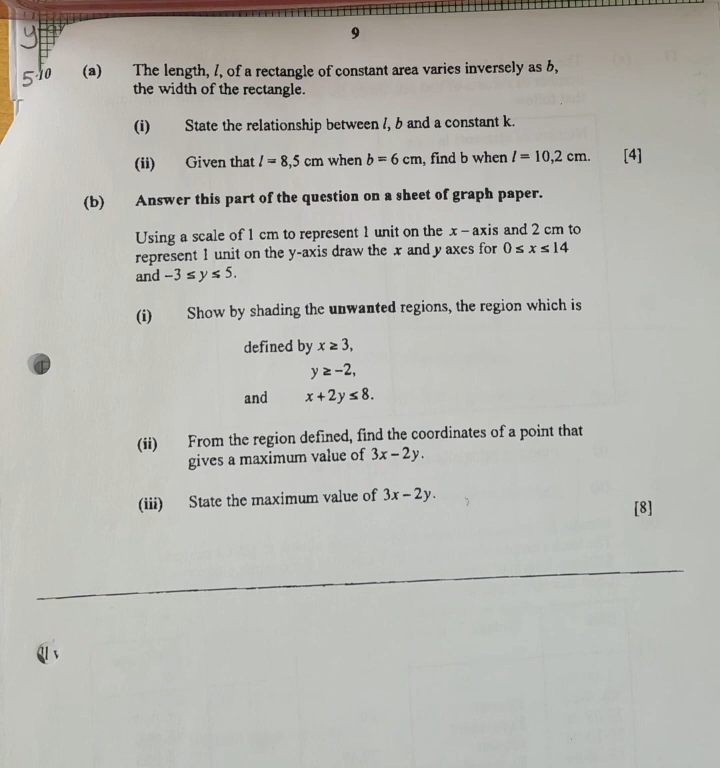 9
5.10
(a) The length, l, of a rectangle of constant area varies inversely as b,
the width of the rectangle.
(i) State the relationship between l, b and a constant k.
(ii) Given that l = 8,5 cm when b = 6 cm, find b when l = 10,2 cm. [4]
(b) Answer this part of the question on a sheet of graph paper.
Using a scale of 1 cm to represent 1 unit on the x – axis and 2 cm to
represent 1 unit on the y-axis draw the x and y axes for 0 ≤ x ≤ 14
and –3 ≤ y ≤ 5.
(i) Show by shading the unwanted regions, the region which is
defined by x ≥ 3,
y ≥ –2,
and x + 2y ≤ 8.
(ii) From the region defined, find the coordinates of a point that
gives a maximum value of 3x – 2y.
(iii) State the maximum value of 3x – 2y.
[8]